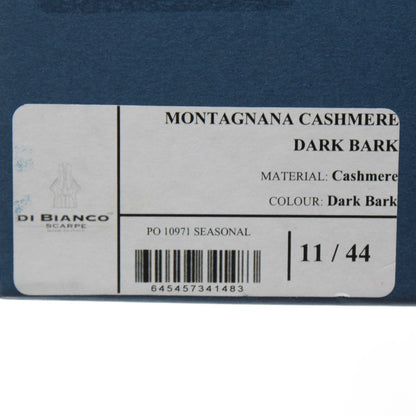 MONTAGNANA CASHMERE
DARK BARK
MATERIAL: Cashmere
COLOUR: Dark Bark
DI BIANCO
SCARPE
PO 10971 SEASONAL
11 / 44
645457341483